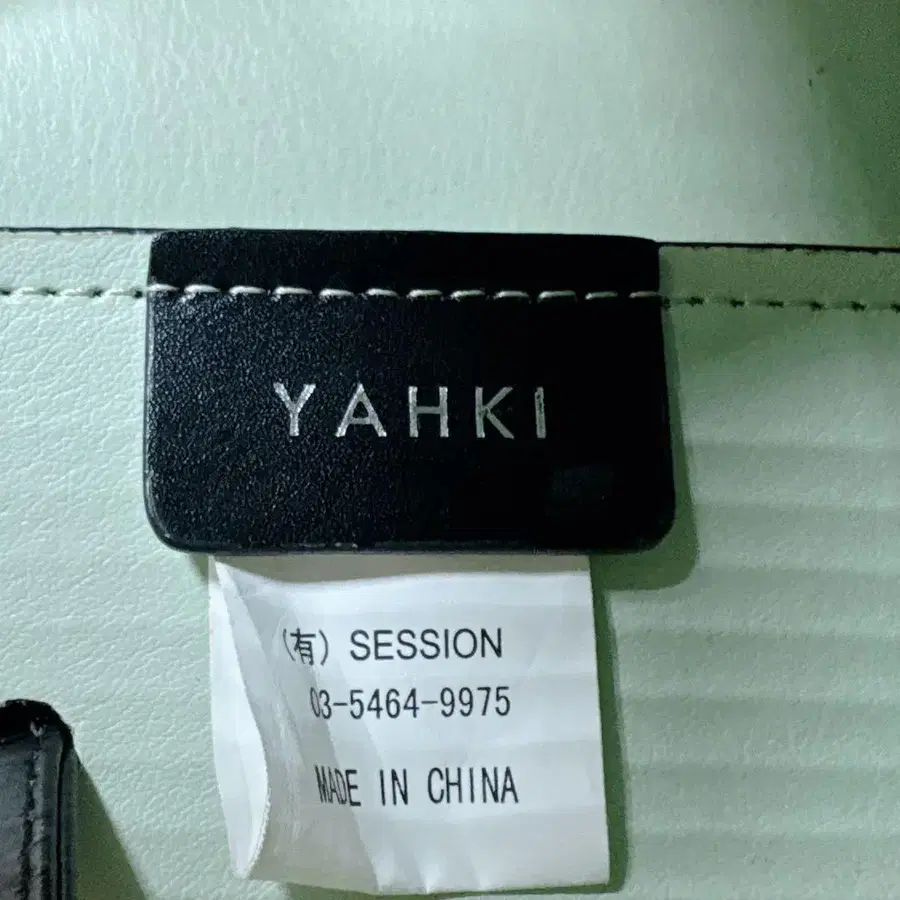 YAHKI
(有) SESSION
03-5464-9975
MADE IN CHINA